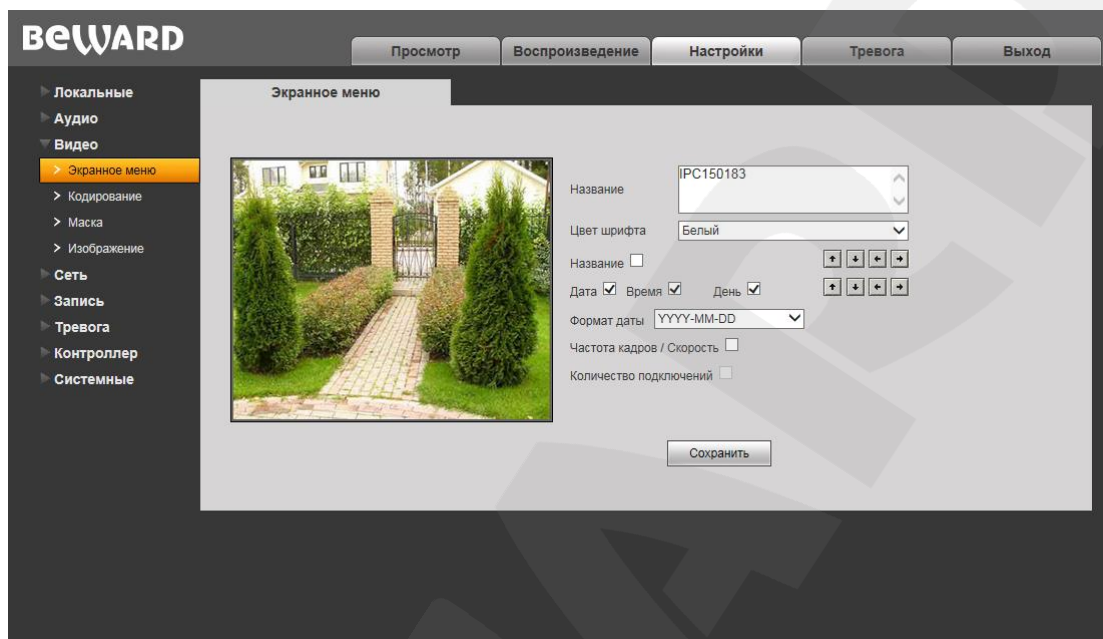 BEWARD
Просмотр Воспроизведение Настройки Тревога Выход
Экранное меню
Локальные
Аудио
Видео
Экранное меню
Кодирование
Маска
Изображение
Сеть
Запись
Тревога
Контроллер
Системные
Название IPC150183
Цвет шрифта Белый
Название
Дата Время День
Формат даты YYYY-MM-DD
Частота кадров / Скорость
Количество подключений
Сохранить